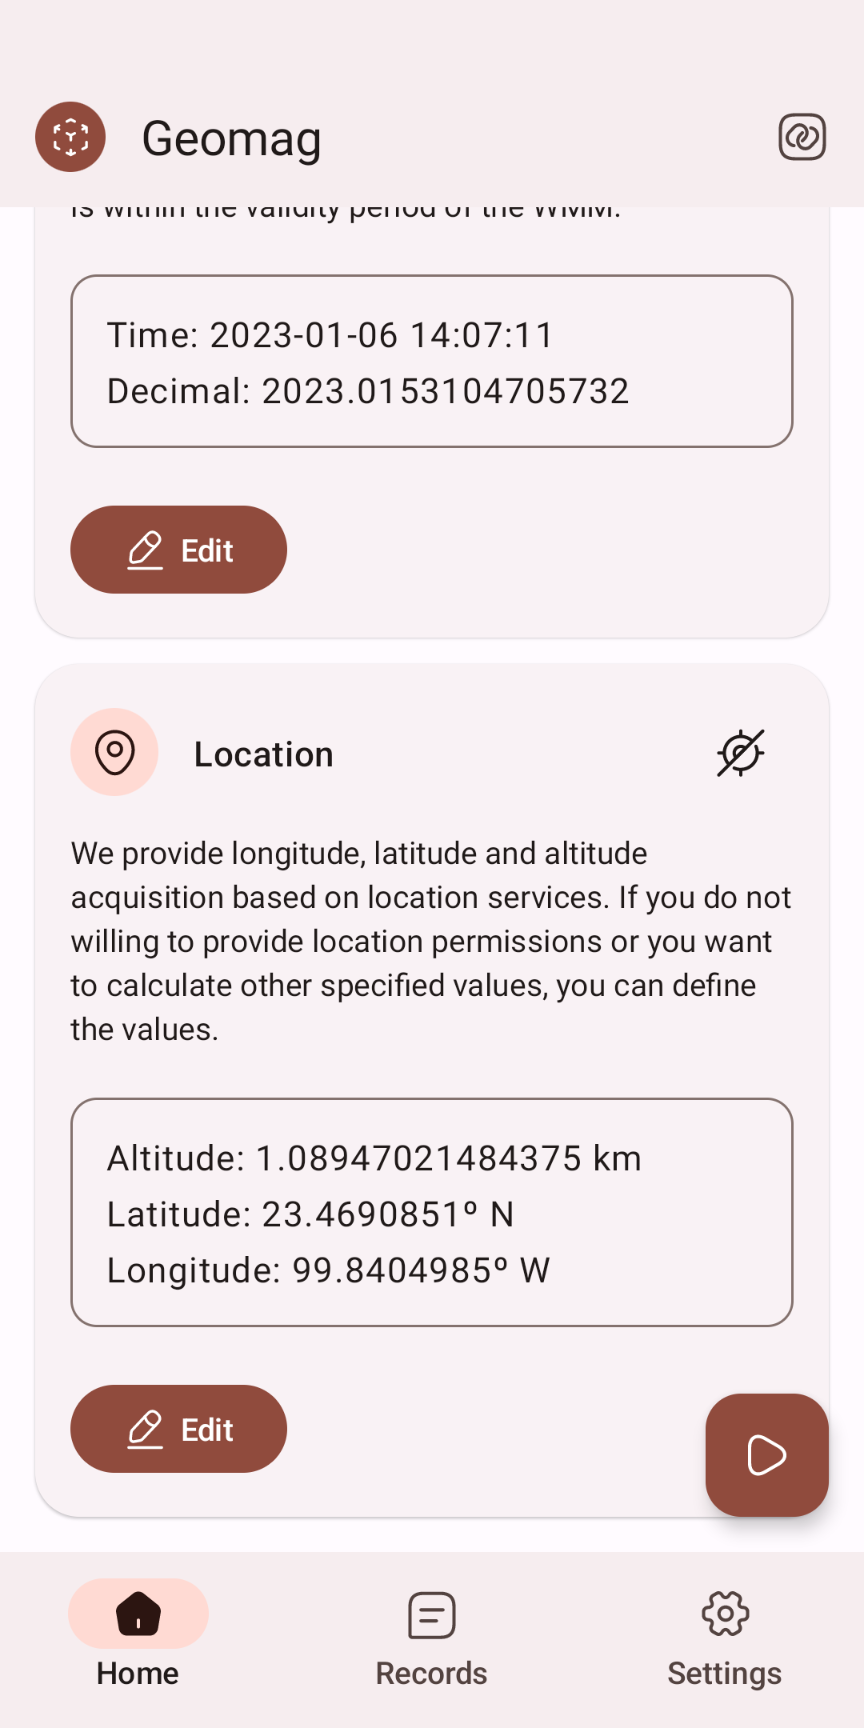 Geomag
is within the validity period of the WMM.
Time: 2023-01-06 14:07:11
Decimal: 2023.0153104705732
Edit
Location
We provide longitude, latitude and altitude
acquisition based on location services. If you do not
willing to provide location permissions or you want
to calculate other specified values, you can define
the values.
Altitude: 1.08947021484375 km
Latitude: 23.4690851º N
Longitude: 99.8404985º W
Edit
Home
Records
Settings